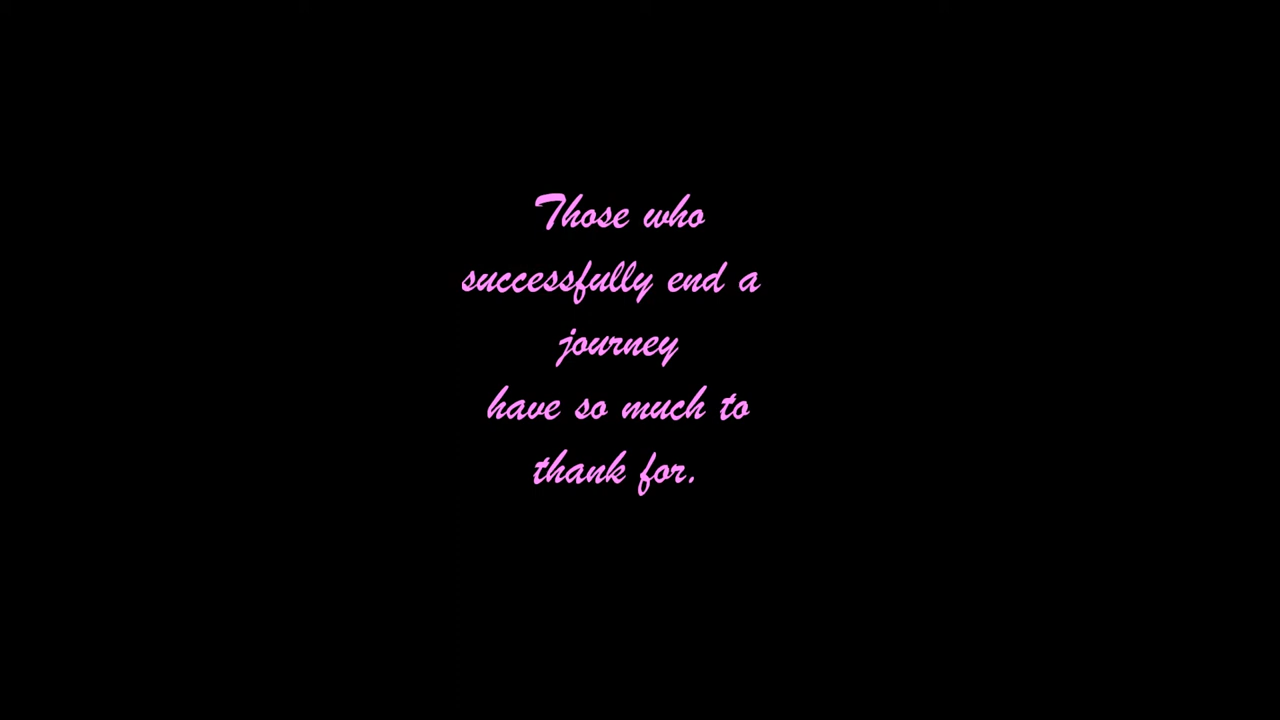 Those who
successfully end a
journey
have so much to
thank for.